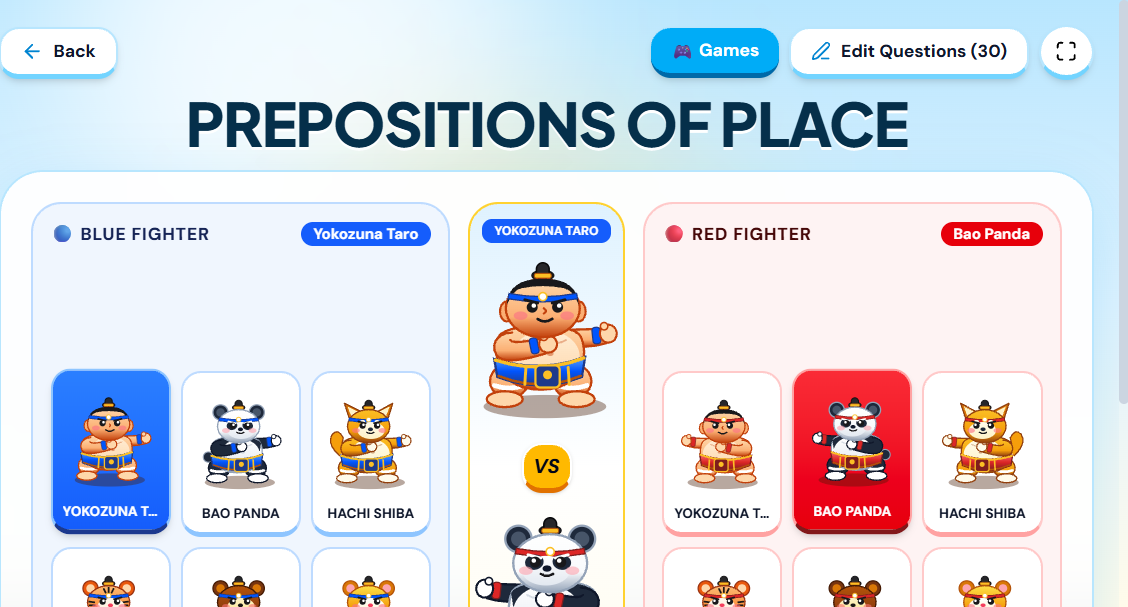 Back
Games
Edit Questions (30)
PREPOSITIONS OF PLACE
BLUE FIGHTER
Yokozuna Taro
YOKOZUNA TARO
RED FIGHTER
Bao Panda
YOKOZUNA T...
BAO PANDA
HACHI SHIBA
VS
YOKOZUNA T...
BAO PANDA
HACHI SHIBA